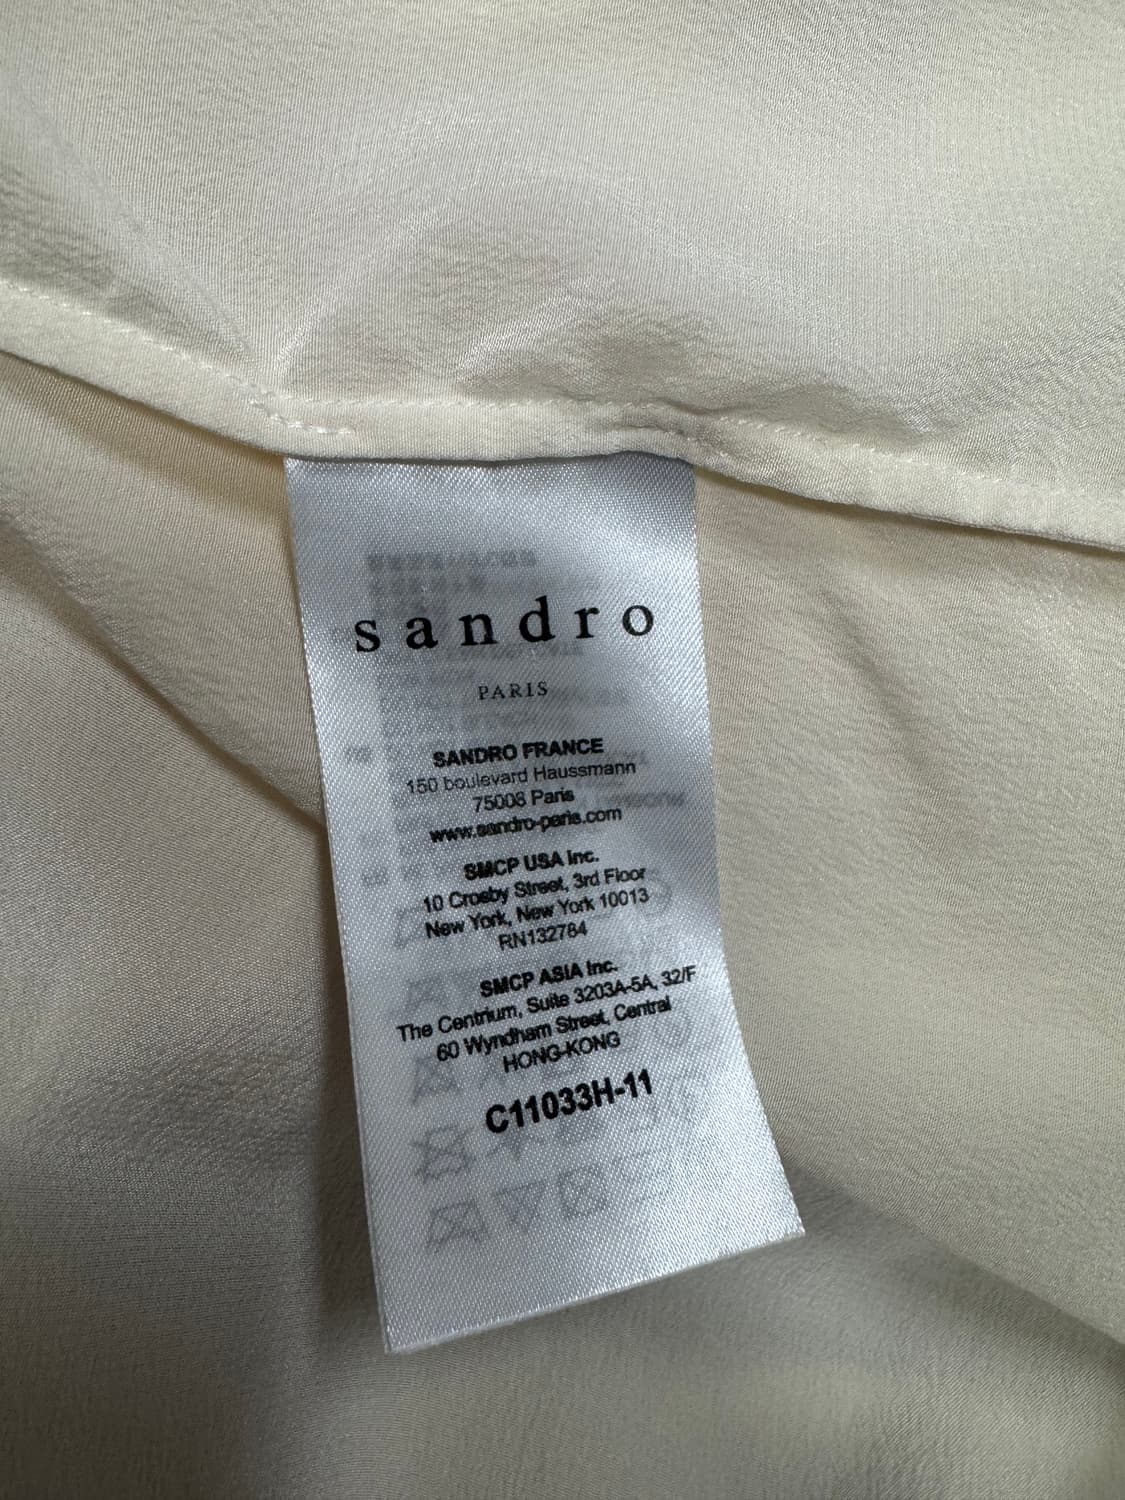 sandro
PARIS
SANDRO FRANCE
150 boulevard Haussmann
75008 Paris
www.sandro-paris.com
SMCP USA Inc.
10 Crosby Street, 3rd Floor
New York, New York 10013
RN132784
SMCP ASIA Inc.
The Centrium, Suite 3203A-5A, 32/F
60 Wyndham Street, Central
HONG-KONG
C11033H-11